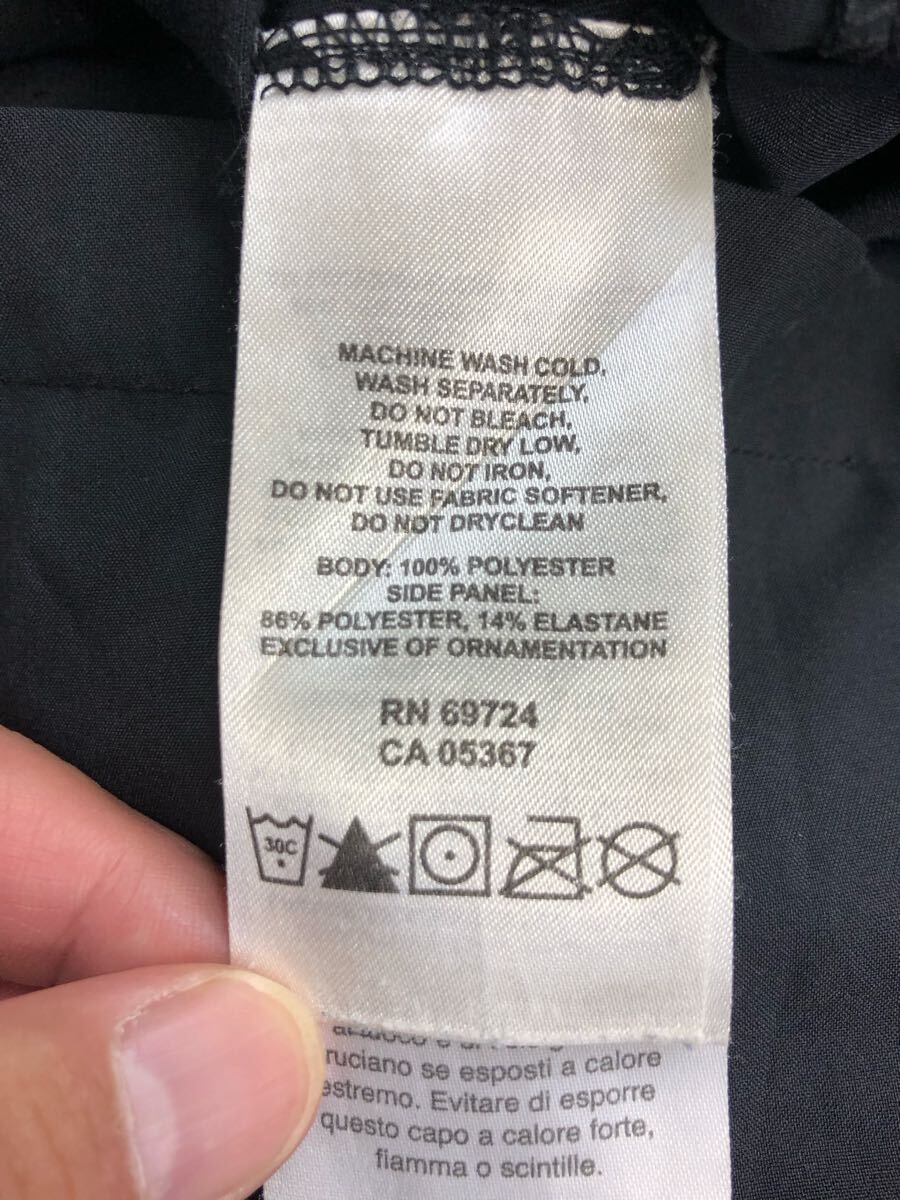 MACHINE WASH COLD,
WASH SEPARATELY,
DO NOT BLEACH,
TUMBLE DRY LOW,
DO NOT IRON,
DO NOT USE FABRIC SOFTENER,
DO NOT DRYCLEAN
BODY: 100% POLYESTER
SIDE PANEL:
86% POLYESTER, 14% ELASTANE
EXCLUSIVE OF ORNAMENTATION
RN 69724
CA 05367
30C
ruciano se esposti a calore
estremo. Evitare di esporre
questo capo a calore forte,
fiamma o scintille.